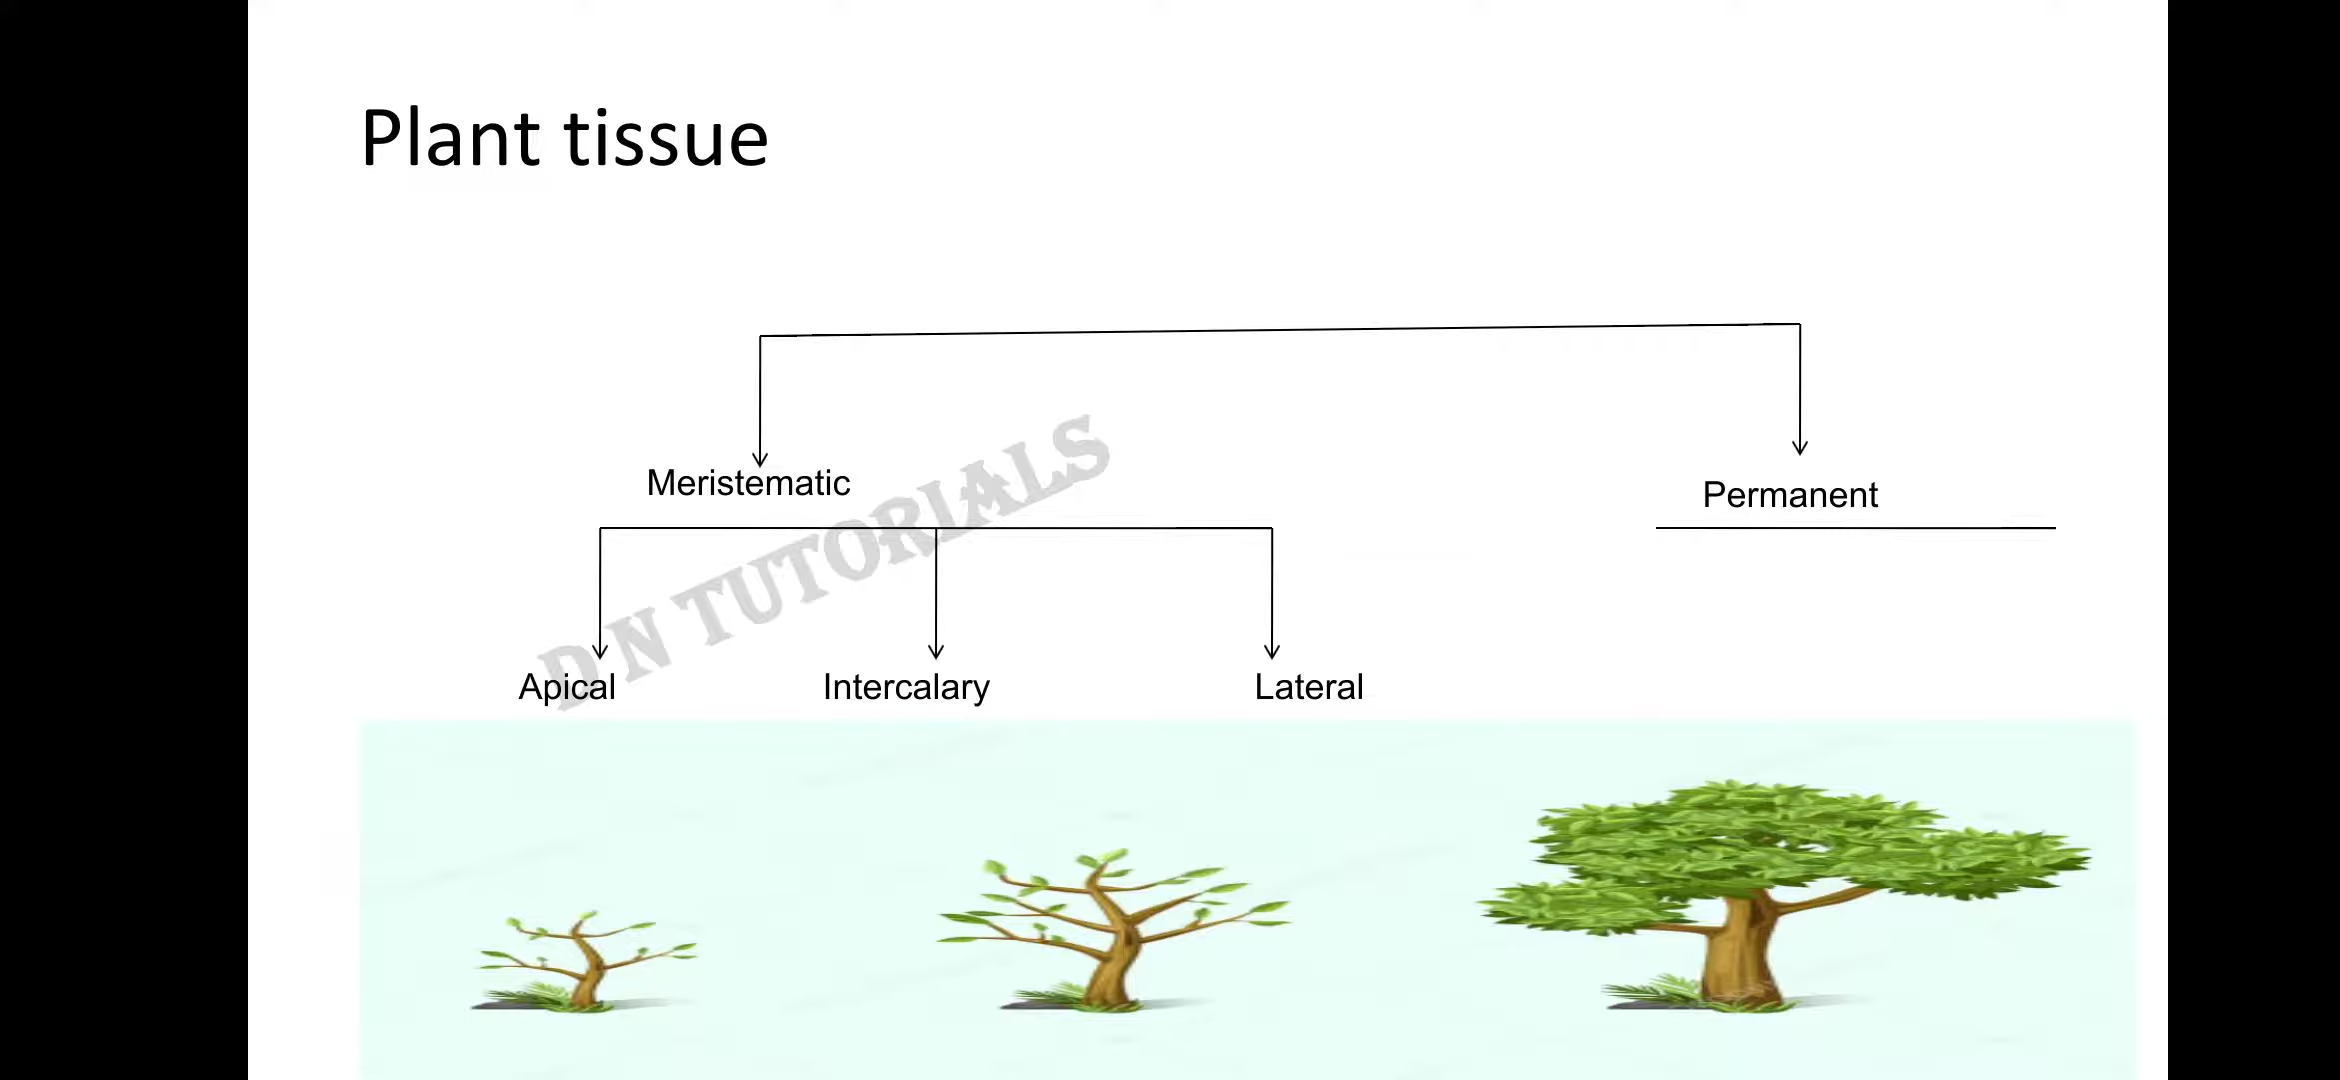 Plant tissue
Meristematic
Permanent
DN TUTORIALS
Apical
Intercalary
Lateral